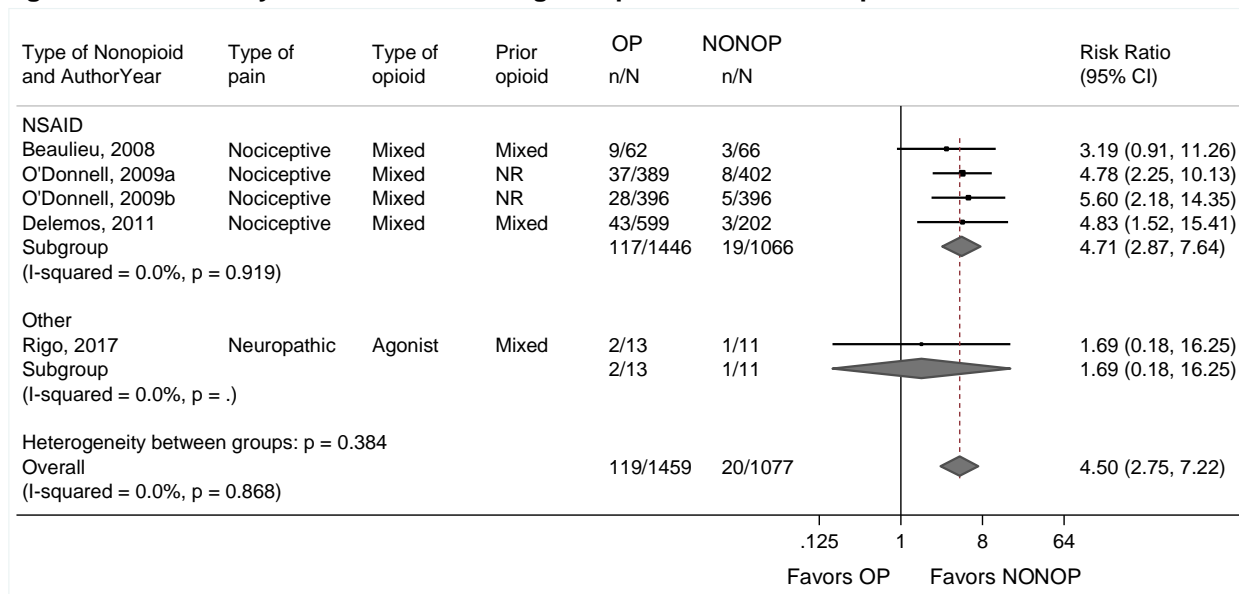 Type of Nonopioid and AuthorYear Type of pain Type of opioid Prior opioid OP n/N NONOP n/N Risk Ratio (95% CI)
NSAID
Beaulieu, 2008 Nociceptive Mixed Mixed 9/62 3/66 3.19 (0.91, 11.26)
O'Donnell, 2009a Nociceptive Mixed NR 37/389 8/402 4.78 (2.25, 10.13)
O'Donnell, 2009b Nociceptive Mixed NR 28/396 5/396 5.60 (2.18, 14.35)
Delemos, 2011 Nociceptive Mixed Mixed 43/599 3/202 4.83 (1.52, 15.41)
Subgroup 117/1446 19/1066 4.71 (2.87, 7.64)
(I-squared = 0.0%, p = 0.919)
Other
Rigo, 2017 Neuropathic Agonist Mixed 2/13 1/11 1.69 (0.18, 16.25)
Subgroup 2/13 1/11 1.69 (0.18, 16.25)
(I-squared = 0.0%, p = .)
Heterogeneity between groups: p = 0.384
Overall 119/1459 20/1077 4.50 (2.75, 7.22)
(I-squared = 0.0%, p = 0.868)
.125 1 8 64
Favors OP Favors NONOP